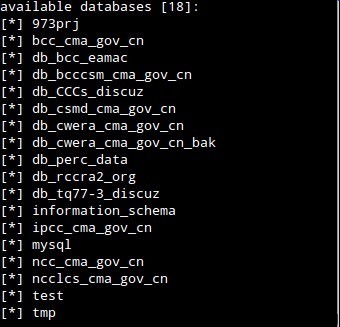 available databases [18]:
[*] 973prj
[*] bcc_cma_gov_cn
[*] db_bcc_eamac
[*] db_bcccsm_cma_gov_cn
[*] db_CCCs_discuz
[*] db_csmd_cma_gov_cn
[*] db_cwera_cma_gov_cn
[*] db_cwera_cma_gov_cn_bak
[*] db_perc_data
[*] db_rccra2_org
[*] db_tq77-3_discuz
[*] information_schema
[*] ipcc_cma_gov_cn
[*] mysql
[*] ncc_cma_gov_cn
[*] ncclcs_cma_gov_cn
[*] test
[*] tmp